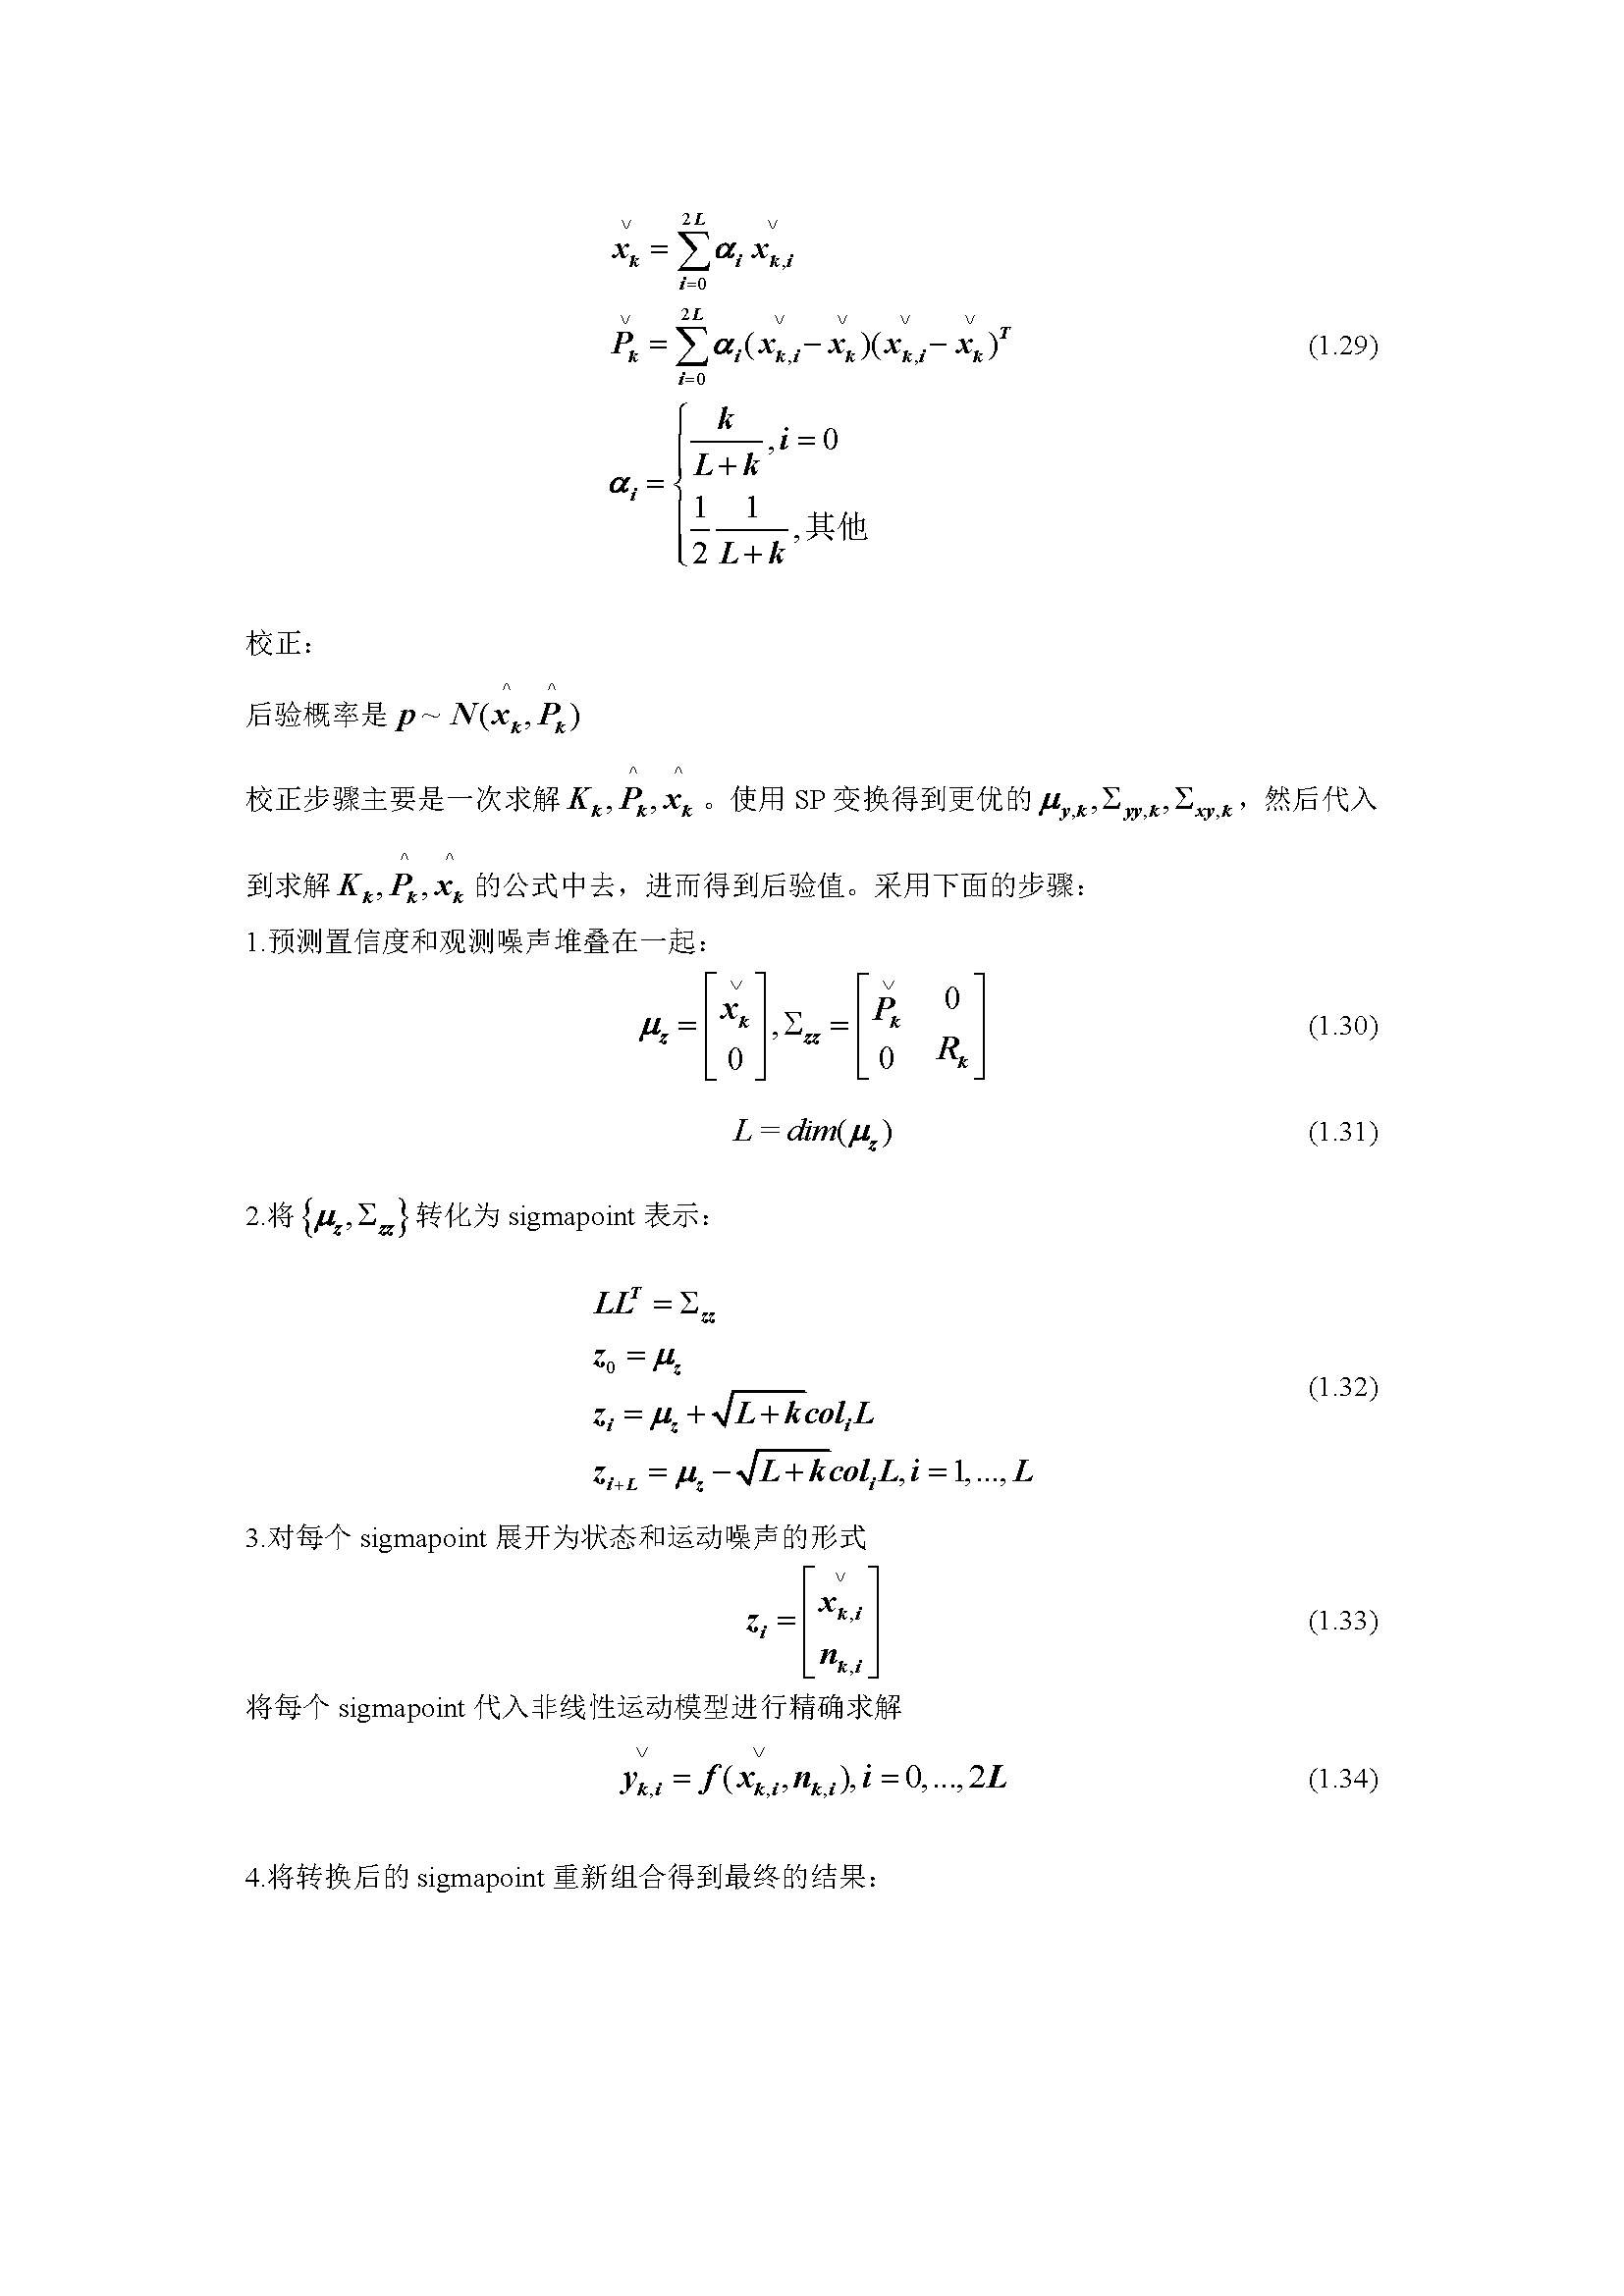 $\check{x}_k = \sum_{i=0}^{2L} \alpha_i \check{x}_{k,i}$
$\check{P}_k = \sum_{i=0}^{2L} \alpha_i (\check{x}_{k,i} - \check{x}_k)(\check{x}_{k,i} - \check{x}_k)^T$ (1.29)
$\alpha_i = \begin{cases} \frac{k}{L+k}, i=0 \\ \frac{1}{2}\frac{1}{L+k}, 其他 \end{cases}$
校正：
后验概率是 $p \sim N(\hat{x}_k, \hat{P}_k)$
校正步骤主要是一次求解 $K_k, \hat{P}_k, \hat{x}_k$ 。使用 SP 变换得到更优的 $\mu_{y,k}, \Sigma_{yy,k}, \Sigma_{xy,k}$，然后代入
到求解 $K_k, \hat{P}_k, \hat{x}_k$ 的公式中去，进而得到后验值。采用下面的步骤：
1.预测置信度和观测噪声堆叠在一起：
$\mu_z = \begin{bmatrix} \check{x}_k \\ 0 \end{bmatrix}, \Sigma_{zz} = \begin{bmatrix} \check{P}_k & 0 \\ 0 & R_k \end{bmatrix}$ (1.30)
$L = dim(\mu_z)$ (1.31)
2.将 $\{\mu_z, \Sigma_{zz}\}$ 转化为 sigmapoint 表示：
$LL^T = \Sigma_{zz}$
$z_0 = \mu_z$
$z_i = \mu_z + \sqrt{L+k} col_i L$ (1.32)
$z_{i+L} = \mu_z - \sqrt{L+k} col_i L, i = 1,..., L$
3.对每个 sigmapoint 展开为状态和运动噪声的形式
$z_i = \begin{bmatrix} \check{x}_{k,i} \\ n_{k,i} \end{bmatrix}$ (1.33)
将每个 sigmapoint 代入非线性运动模型进行精确求解
$\check{y}_{k,i} = f(\check{x}_{k,i}, n_{k,i}), i = 0,..., 2L$ (1.34)
4.将转换后的 sigmapoint 重新组合得到最终的结果：